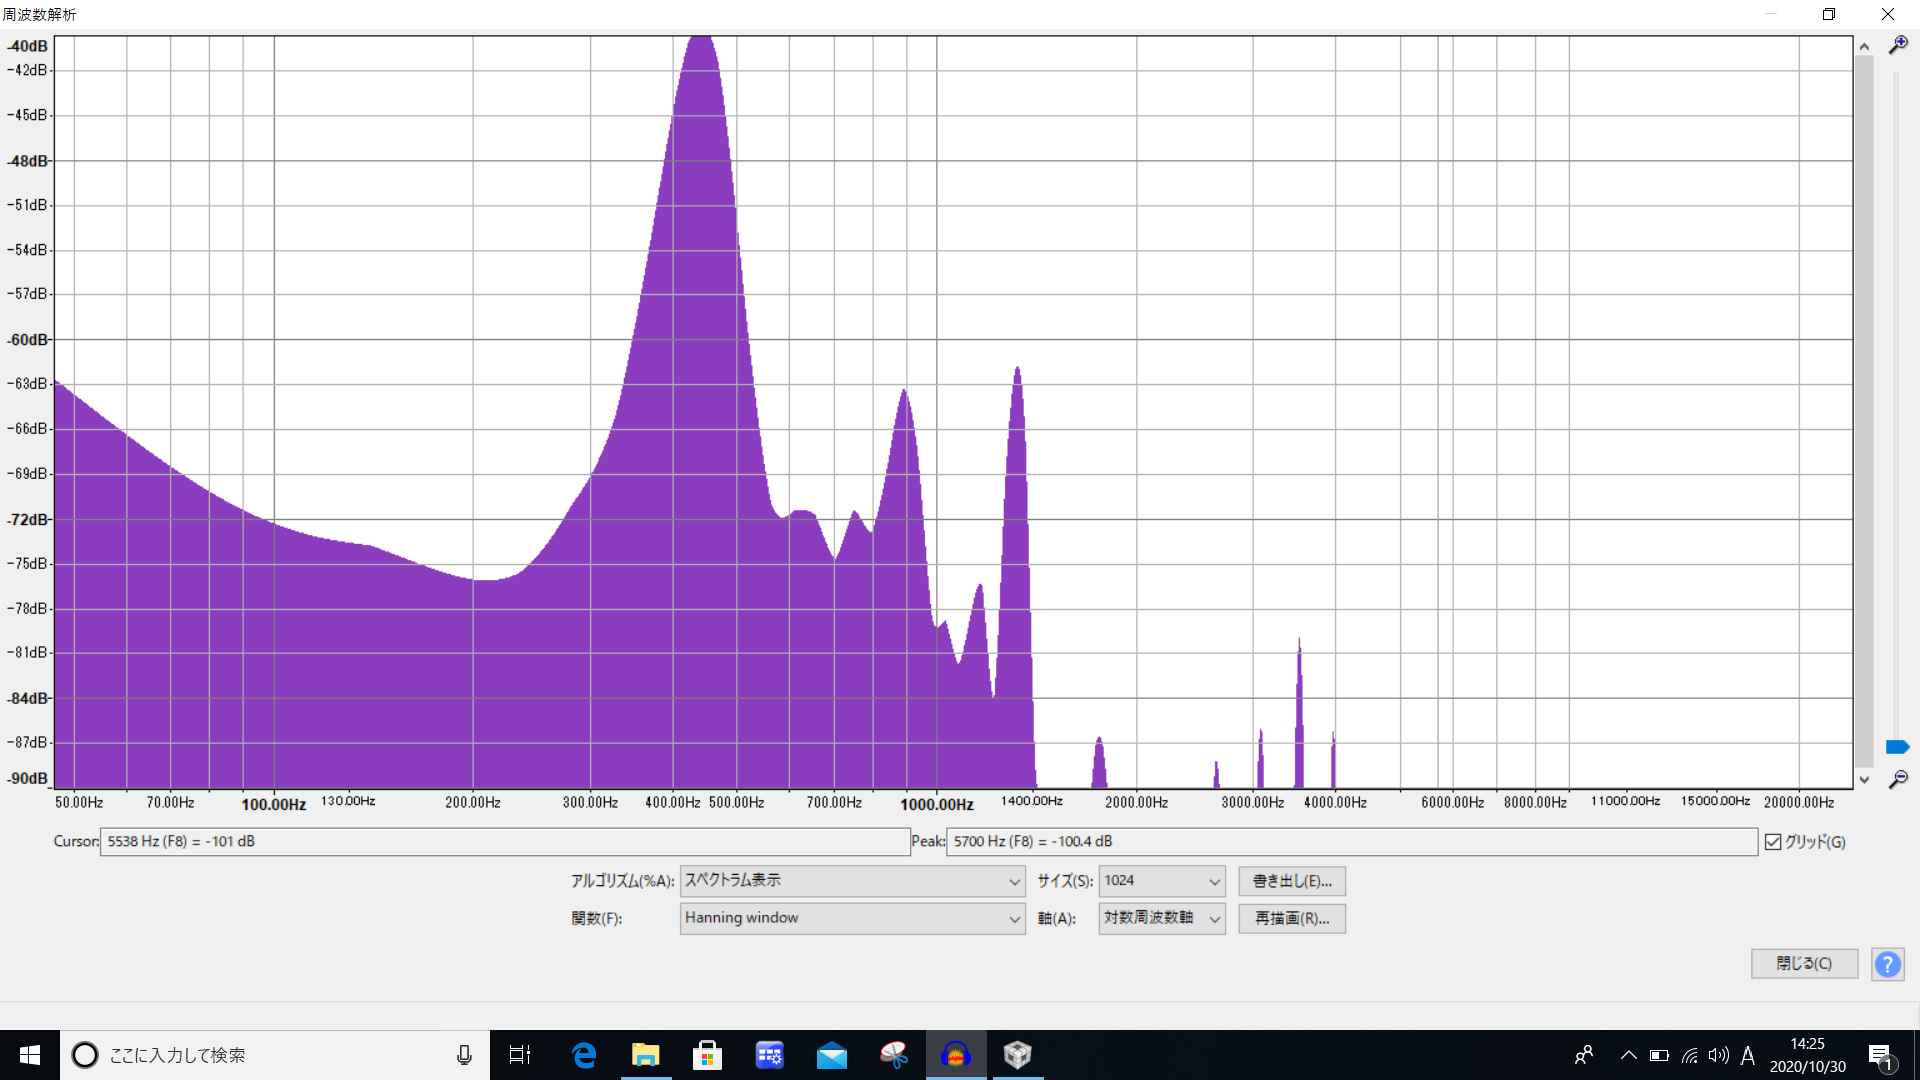 周波数解析
-40dB
-42dB
-45dB
-48dB
-51dB
-54dB
-57dB
-60dB
-63dB
-66dB
-69dB
-72dB
-75dB
-78dB
-81dB
-84dB
-87dB
-90dB
50.00Hz 70.00Hz 100.00Hz 130.00Hz 200.00Hz 300.00Hz 400.00Hz 500.00Hz 700.00Hz 1000.00Hz 1400.00Hz 2000.00Hz 3000.00Hz 4000.00Hz 6000.00Hz 8000.00Hz 11000.00Hz 15000.00Hz 20000.00Hz
Cursor: 5538 Hz (F8) = -101 dB Peak: 5700 Hz (F8) = -100.4 dB グリッド(G)
アルゴリズム(%A): スペクトラム表示 サイズ(S): 1024 書き出し(E)...
関数(F): Hanning window 軸(A): 対数周波数軸 再描画(R)...
閉じる(C) ?
ここに入力して検索 A 14:25
2020/10/30 1